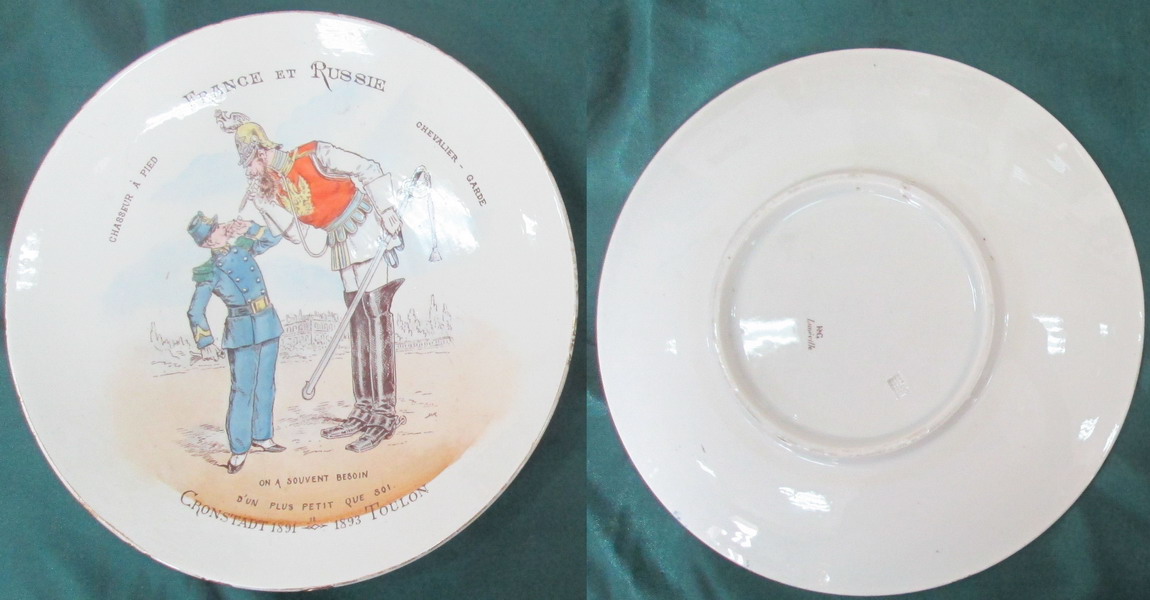 FRANCE ET RUSSIE
CHASSEUR À PIED
CHEVALIER - GARDE
ON A SOUVENT BESOIN
D'UN PLUS PETIT QUE SOI.
CRONSTADT 1891 1893 TOULON
HG
Lunéville